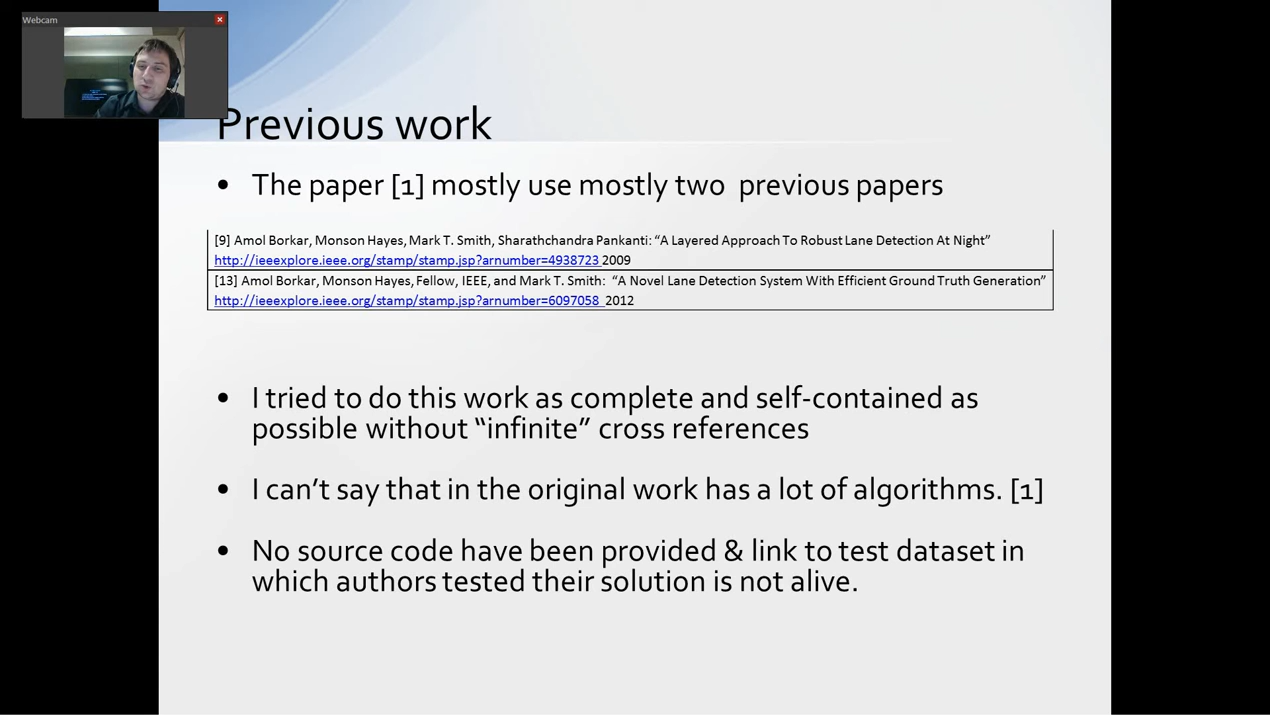 Webcam
Previous work
• The paper [1] mostly use mostly two previous papers
[9] Amol Borkar, Monson Hayes, Mark T. Smith, Sharathchandra Pankanti: “A Layered Approach To Robust Lane Detection At Night”
http://ieeexplore.ieee.org/stamp/stamp.jsp?arnumber=4938723 2009
[13] Amol Borkar, Monson Hayes, Fellow, IEEE, and Mark T. Smith: “A Novel Lane Detection System With Efficient Ground Truth Generation”
http://ieeexplore.ieee.org/stamp/stamp.jsp?arnumber=6097058 2012
• I tried to do this work as complete and self-contained as
possible without “infinite” cross references
• I can’t say that in the original work has a lot of algorithms. [1]
• No source code have been provided & link to test dataset in
which authors tested their solution is not alive.